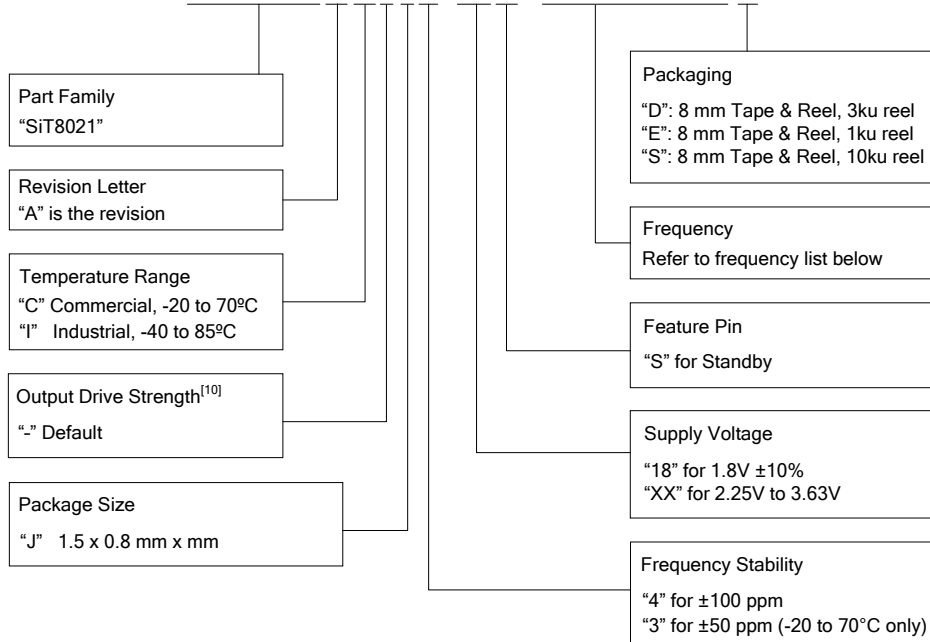 Part Family
“SiT8021”
Revision Letter
“A” is the revision
Temperature Range
“C” Commercial, -20 to 70ºC
“I” Industrial, -40 to 85ºC
Output Drive Strength[10]
“-” Default
Package Size
“J” 1.5 x 0.8 mm x mm
Packaging
“D”: 8 mm Tape & Reel, 3ku reel
“E”: 8 mm Tape & Reel, 1ku reel
“S”: 8 mm Tape & Reel, 10ku reel
Frequency
Refer to frequency list below
Feature Pin
“S” for Standby
Supply Voltage
“18” for 1.8V ±10%
“XX” for 2.25V to 3.63V
Frequency Stability
“4” for ±100 ppm
“3” for ±50 ppm (-20 to 70°C only)